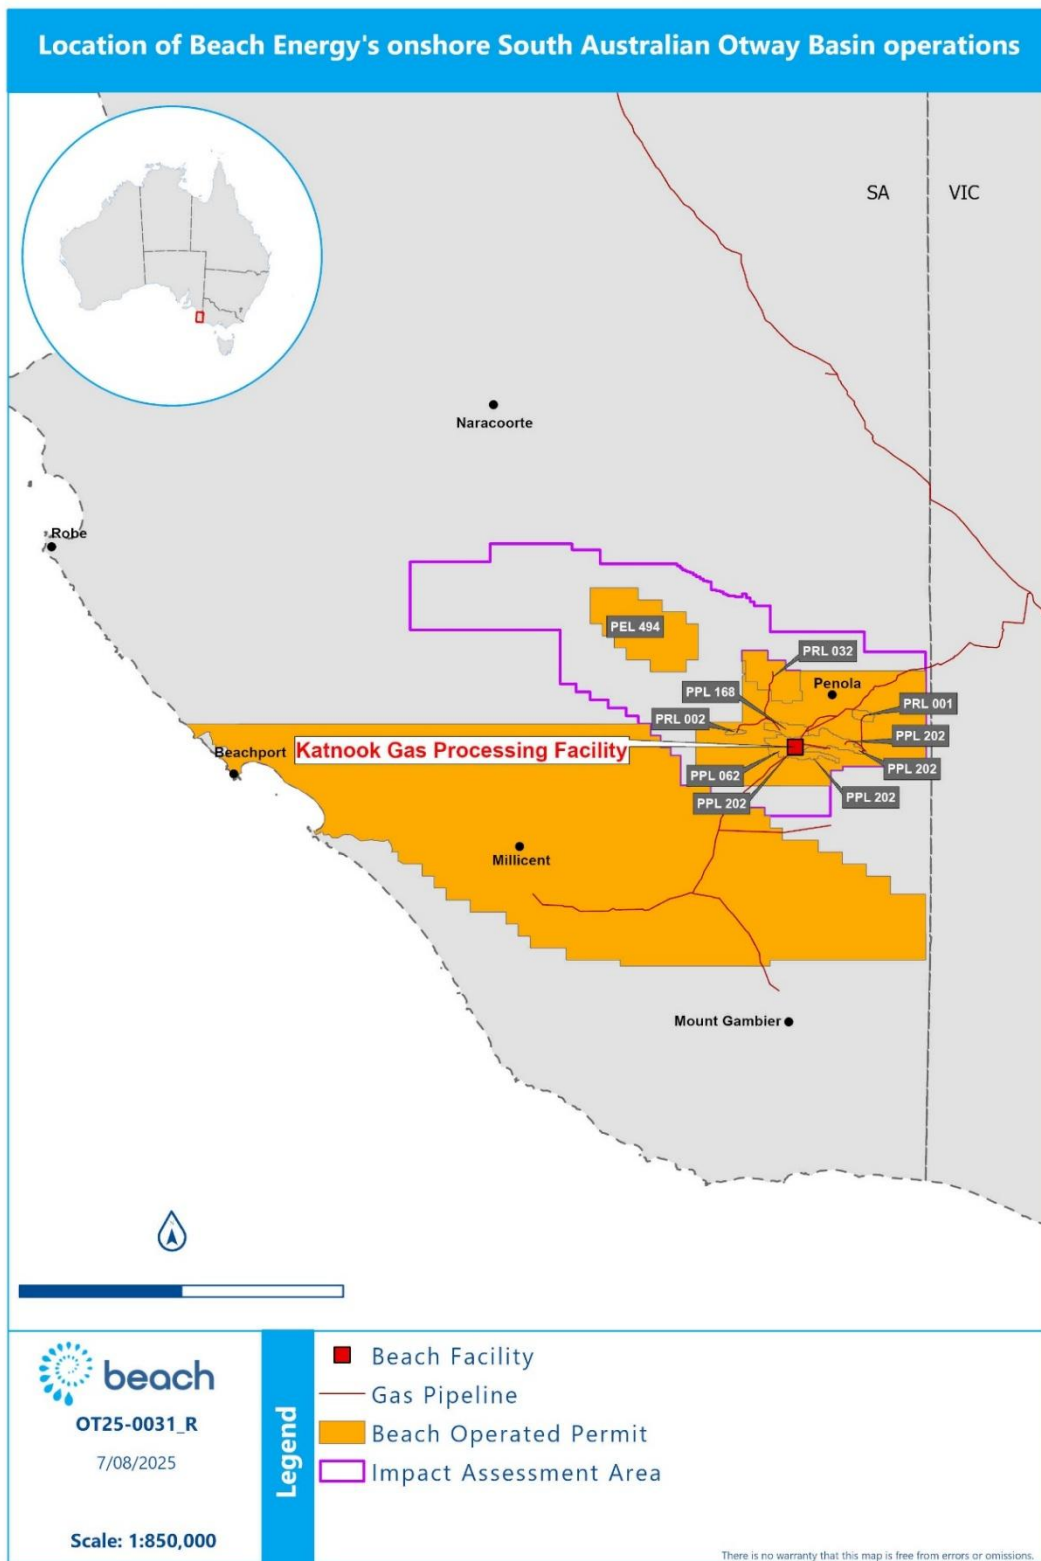 Location of Beach Energy's onshore South Australian Otway Basin operations
SA
VIC
Naracoorte
Robe
PEL 494
PRL 032
Penola
PPL 168
PRL 001
PRL 002
PPL 202
Beachport
Katnook Gas Processing Facility
PPL 202
PPL 062
PPL 202
PPL 202
Millicent
Mount Gambier
beach
OT25-0031_R
7/08/2025
Scale: 1:850,000
Legend
Beach Facility
Gas Pipeline
Beach Operated Permit
Impact Assessment Area
There is no warranty that this map is free from errors or omissions.